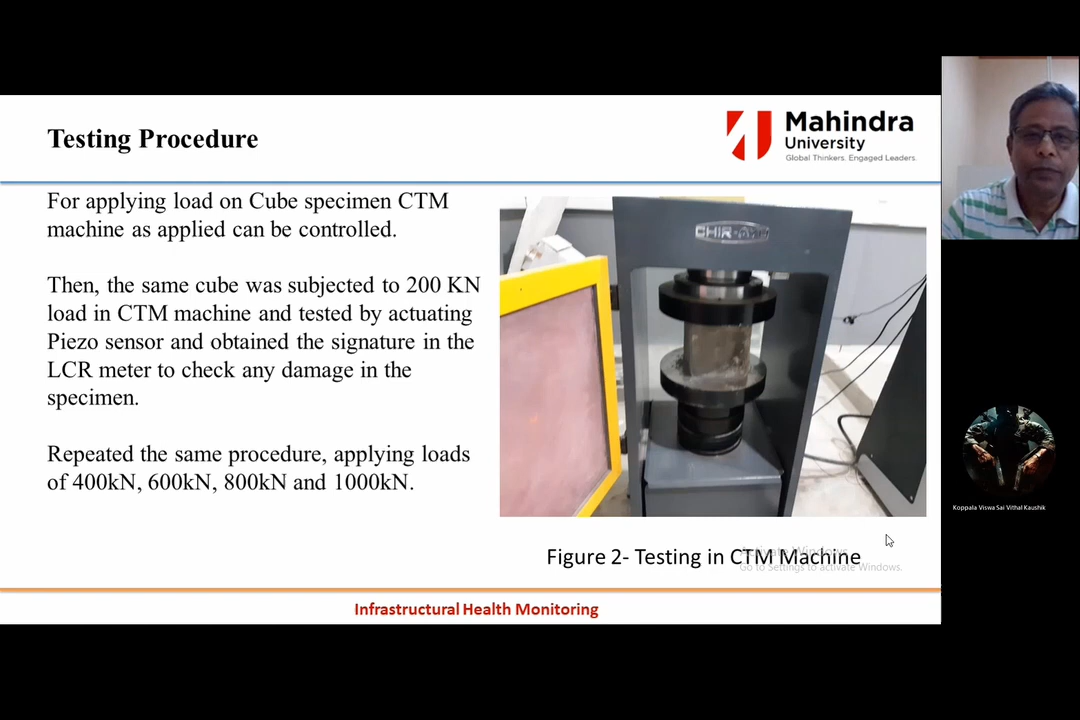 Testing Procedure
Mahindra
University
Global Thinkers. Engaged Leaders.
For applying load on Cube specimen CTM
machine as applied can be controlled.
Then, the same cube was subjected to 200 KN
load in CTM machine and tested by actuating
Piezo sensor and obtained the signature in the
LCR meter to check any damage in the
specimen.
Repeated the same procedure, applying loads
of 400kN, 600kN, 800kN and 1000kN.
Figure 2- Testing in CTM Machine
Activate Windows
Go to Settings to activate Windows.
Infrastructural Health Monitoring
Koppala Viswa Sai Vithal Kaushik